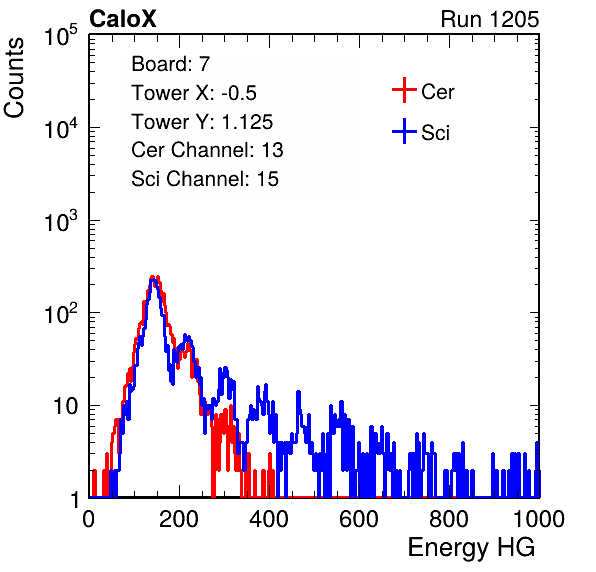 CaloX Run 1205
Counts
Board: 7
Tower X: -0.5
Tower Y: 1.125
Cer Channel: 13
Sci Channel: 15
Cer
Sci
10^5
10^4
10^3
10^2
10
1
0 200 400 600 800 1000
Energy HG